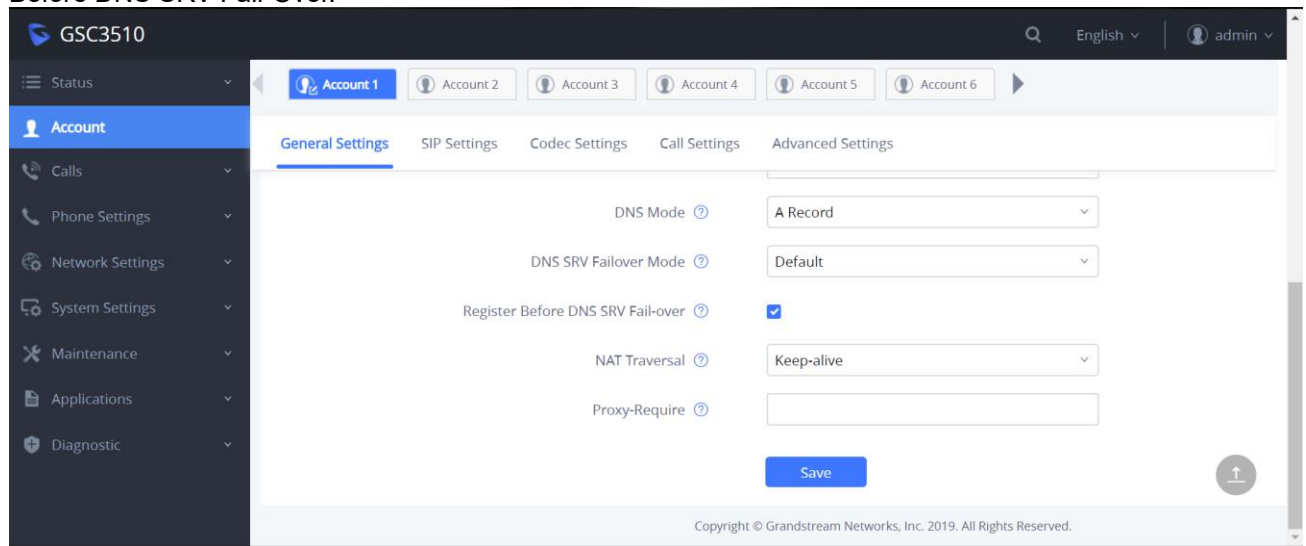 Before DNS SRV Fail-Over.
GSC3510
English
admin
Status
Account
Calls
Phone Settings
Network Settings
System Settings
Maintenance
Applications
Diagnostic
Account 1
Account 2
Account 3
Account 4
Account 5
Account 6
General Settings
SIP Settings
Codec Settings
Call Settings
Advanced Settings
DNS Mode ? A Record
DNS SRV Failover Mode ? Default
Register Before DNS SRV Fail-over ?
NAT Traversal ? Keep-alive
Proxy-Require ?
Save
Copyright © Grandstream Networks, Inc. 2019. All Rights Reserved.